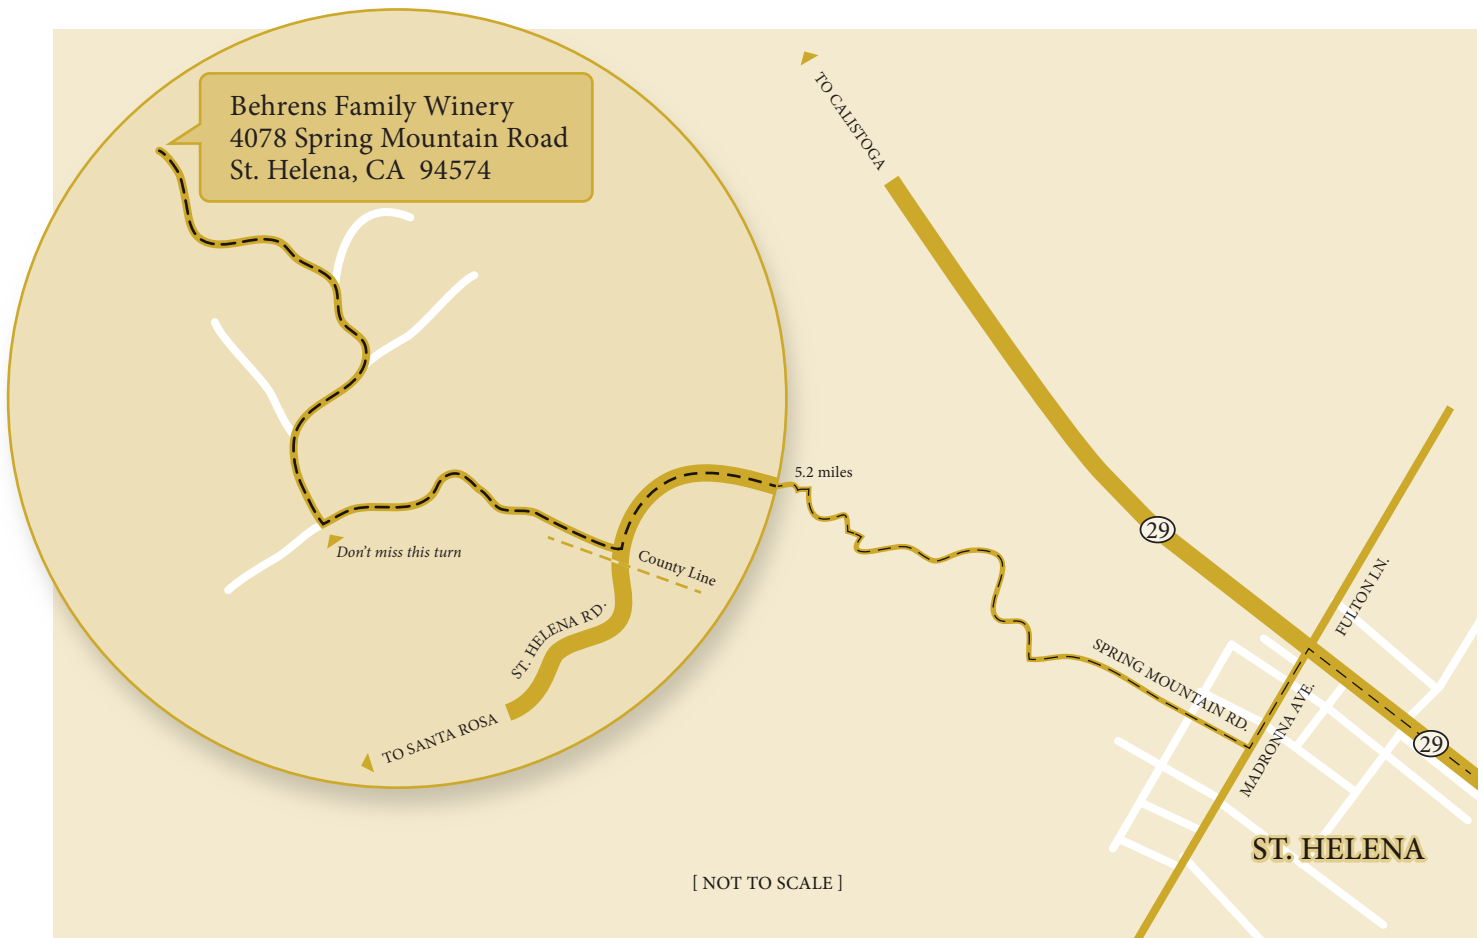 Behrens Family Winery
4078 Spring Mountain Road
St. Helena, CA 94574
TO CALISTOGA
5.2 miles
29
Don't miss this turn
County Line
FULTON LN.
ST. HELENA RD.
SPRING MOUNTAIN RD.
MADRONNA AVE.
29
TO SANTA ROSA
ST. HELENA
[ NOT TO SCALE ]